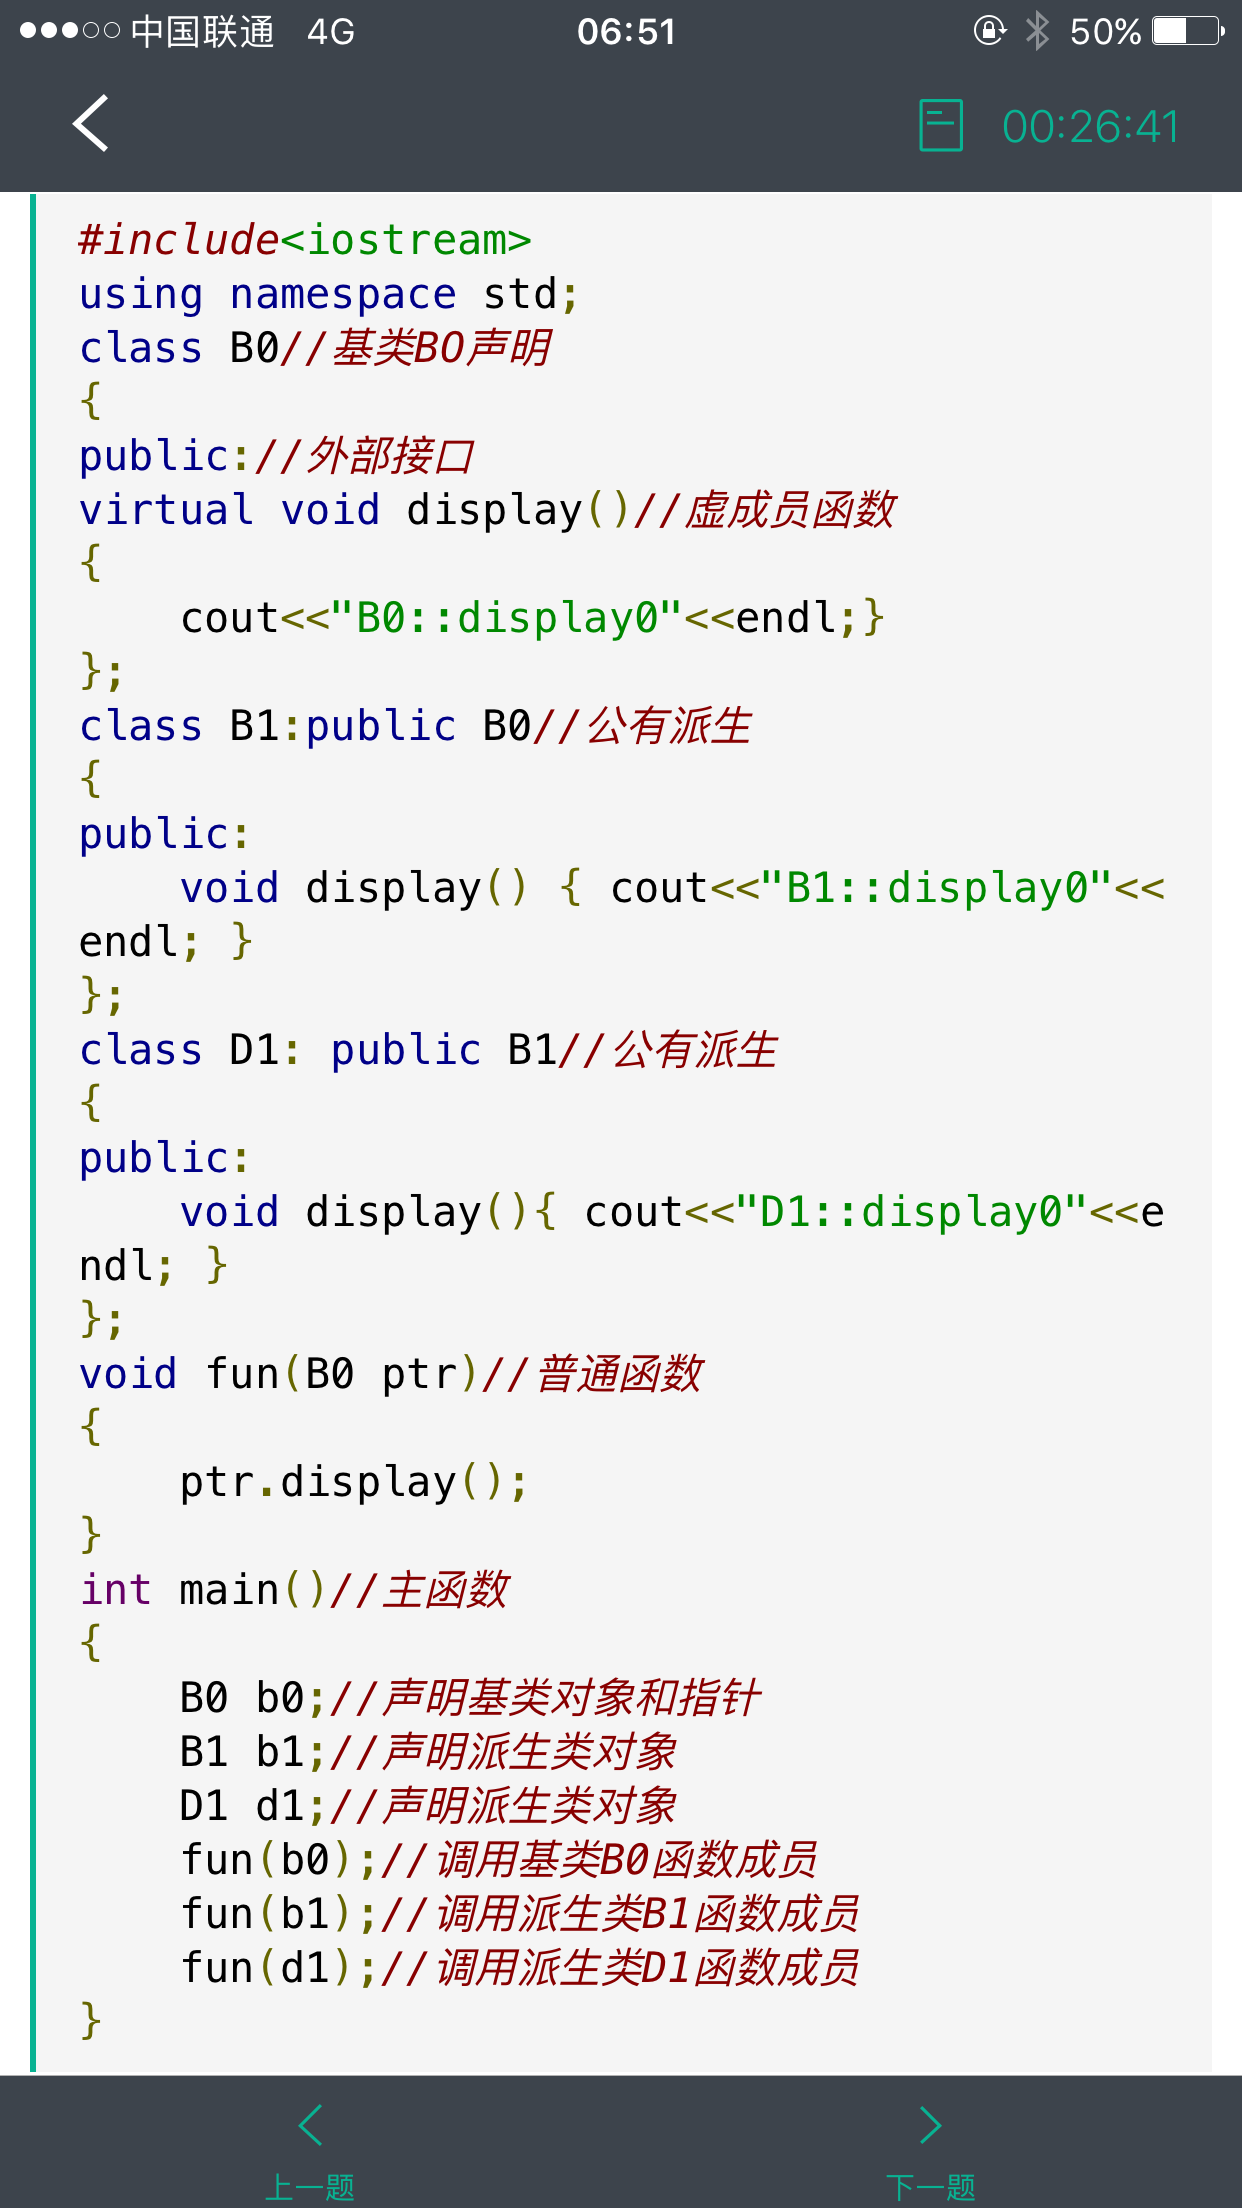 中国联通 4G 06:51 50%
00:26:41
#include<iostream>
using namespace std;
class B0//基类BO声明
{
public://外部接口
virtual void display()//虚成员函数
{
    cout<<"B0::display0"<<endl;}
};
class B1:public B0//公有派生
{
public:
    void display() { cout<<"B1::display0"<<
endl; }
};
class D1: public B1//公有派生
{
public:
    void display(){ cout<<"D1::display0"<<e
ndl; }
};
void fun(B0 ptr)//普通函数
{
    ptr.display();
}
int main()//主函数
{
    B0 b0;//声明基类对象和指针
    B1 b1;//声明派生类对象
    D1 d1;//声明派生类对象
    fun(b0);//调用基类B0函数成员
    fun(b1);//调用派生类B1函数成员
    fun(d1);//调用派生类D1函数成员
}
上一题 下一题